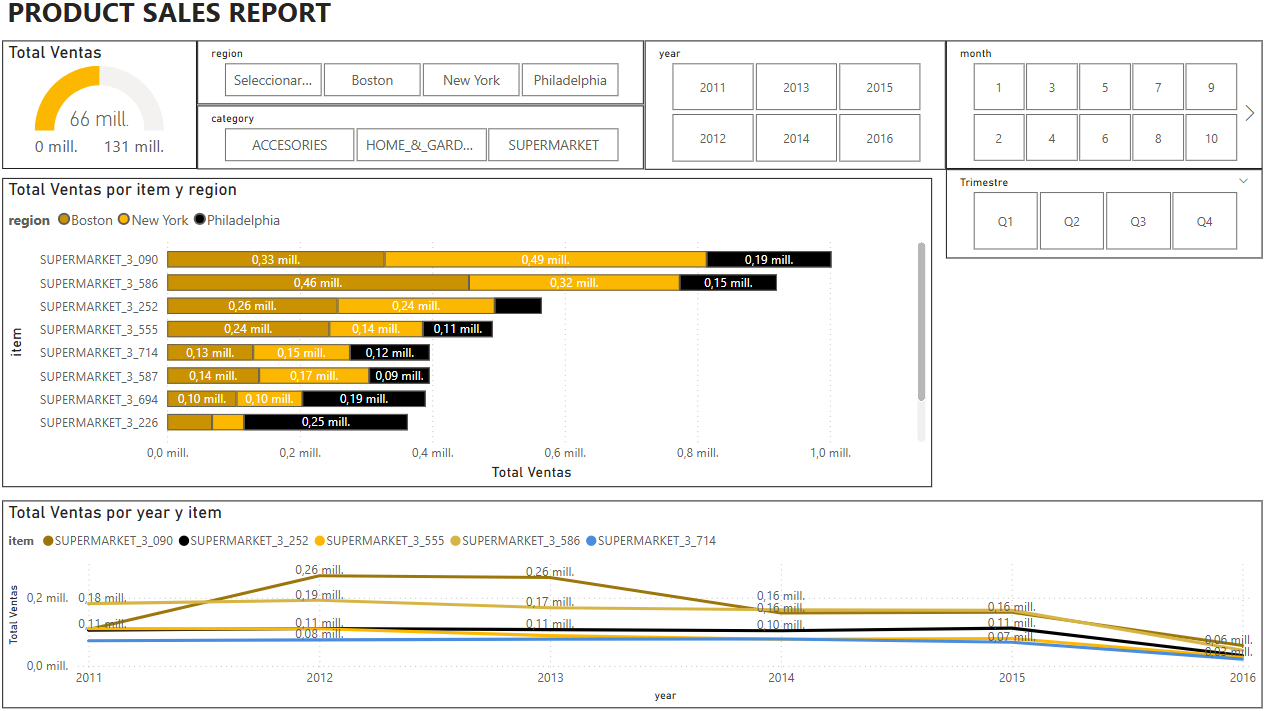 PRODUCT SALES REPORT
Total Ventas
66 mill.
0 mill. 131 mill.
region
Seleccionar... Boston New York Philadelphia
category
ACCESORIES HOME_&_GARD... SUPERMARKET
year
2011 2013 2015
2012 2014 2016
month
1 3 5 7 9
2 4 6 8 10
Trimestre
Q1 Q2 Q3 Q4
Total Ventas por item y region
region Boston New York Philadelphia
item
SUPERMARKET_3_090 0,33 mill. 0,49 mill. 0,19 mill.
SUPERMARKET_3_586 0,46 mill. 0,32 mill. 0,15 mill.
SUPERMARKET_3_252 0,26 mill. 0,24 mill.
SUPERMARKET_3_555 0,24 mill. 0,14 mill. 0,11 mill.
SUPERMARKET_3_714 0,13 mill. 0,15 mill. 0,12 mill.
SUPERMARKET_3_587 0,14 mill. 0,17 mill. 0,09 mill.
SUPERMARKET_3_694 0,10 mill. 0,10 mill. 0,19 mill.
SUPERMARKET_3_226 0,25 mill.
0,0 mill. 0,2 mill. 0,4 mill. 0,6 mill. 0,8 mill. 1,0 mill.
Total Ventas
Total Ventas por year y item
item SUPERMARKET_3_090 SUPERMARKET_3_252 SUPERMARKET_3_555 SUPERMARKET_3_586 SUPERMARKET_3_714
Total Ventas
0,26 mill. 0,26 mill.
0,2 mill. 0,18 mill. 0,19 mill. 0,17 mill. 0,16 mill. 0,16 mill.
0,16 mill.
0,11 mill. 0,11 mill. 0,11 mill. 0,10 mill. 0,11 mill.
0,08 mill. 0,07 mill. 0,06 mill.
0,0 mill.
2011 2012 2013 2014 2015 2016
year